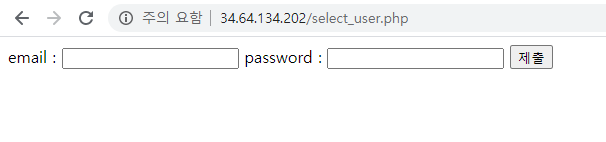 주의 요함 34.64.134.202/select_user.php
email : password : 제출